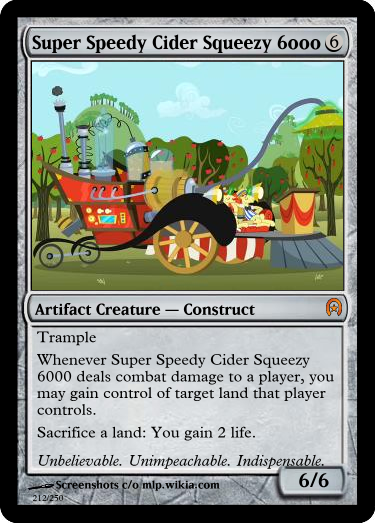 Super Speedy Cider Squeezy 6000 6
Artifact Creature — Construct
Trample
Whenever Super Speedy Cider Squeezy
6000 deals combat damage to a player, you
may gain control of target land that player
controls.
Sacrifice a land: You gain 2 life.
Unbelievable. Unimpeachable. Indispensable.
6/6
Screenshots c/o mlp.wikia.com
212/250